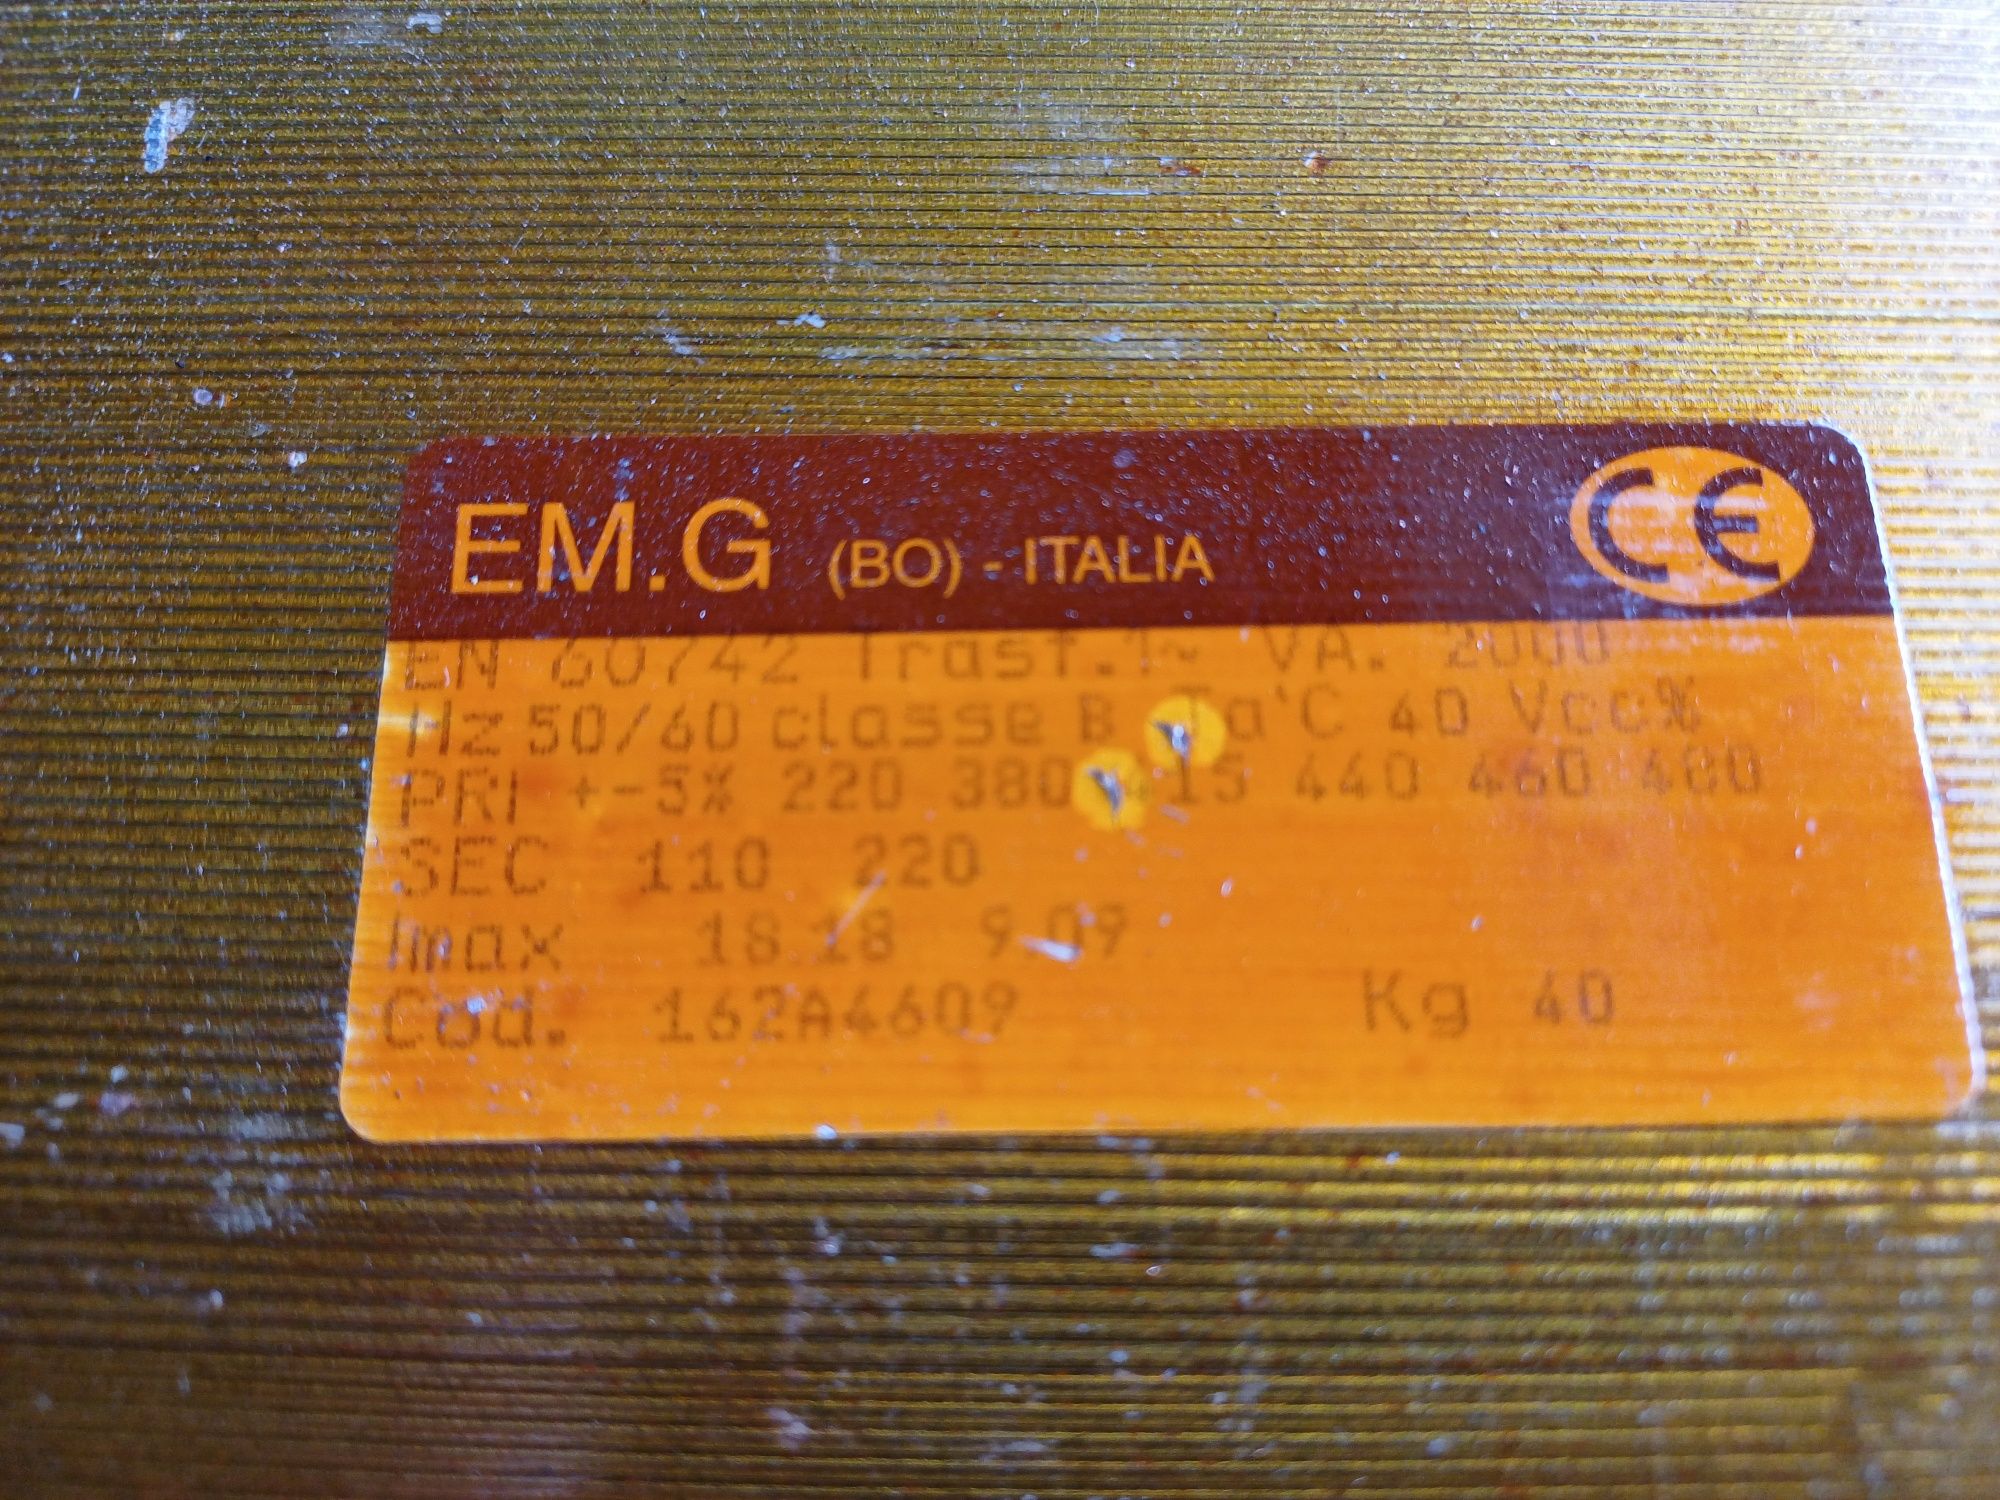 EM.G (BO) - ITALIA CE
EN 60742 Trasf.1~ VA. 2000
Hz 50/60 classe B Ta'C 40 Vcc%
PRI +-5% 220 380 415 440 460 480
SEC 110 220
Imax 18.18 9.09
Cod. 162A4609 Kg 40